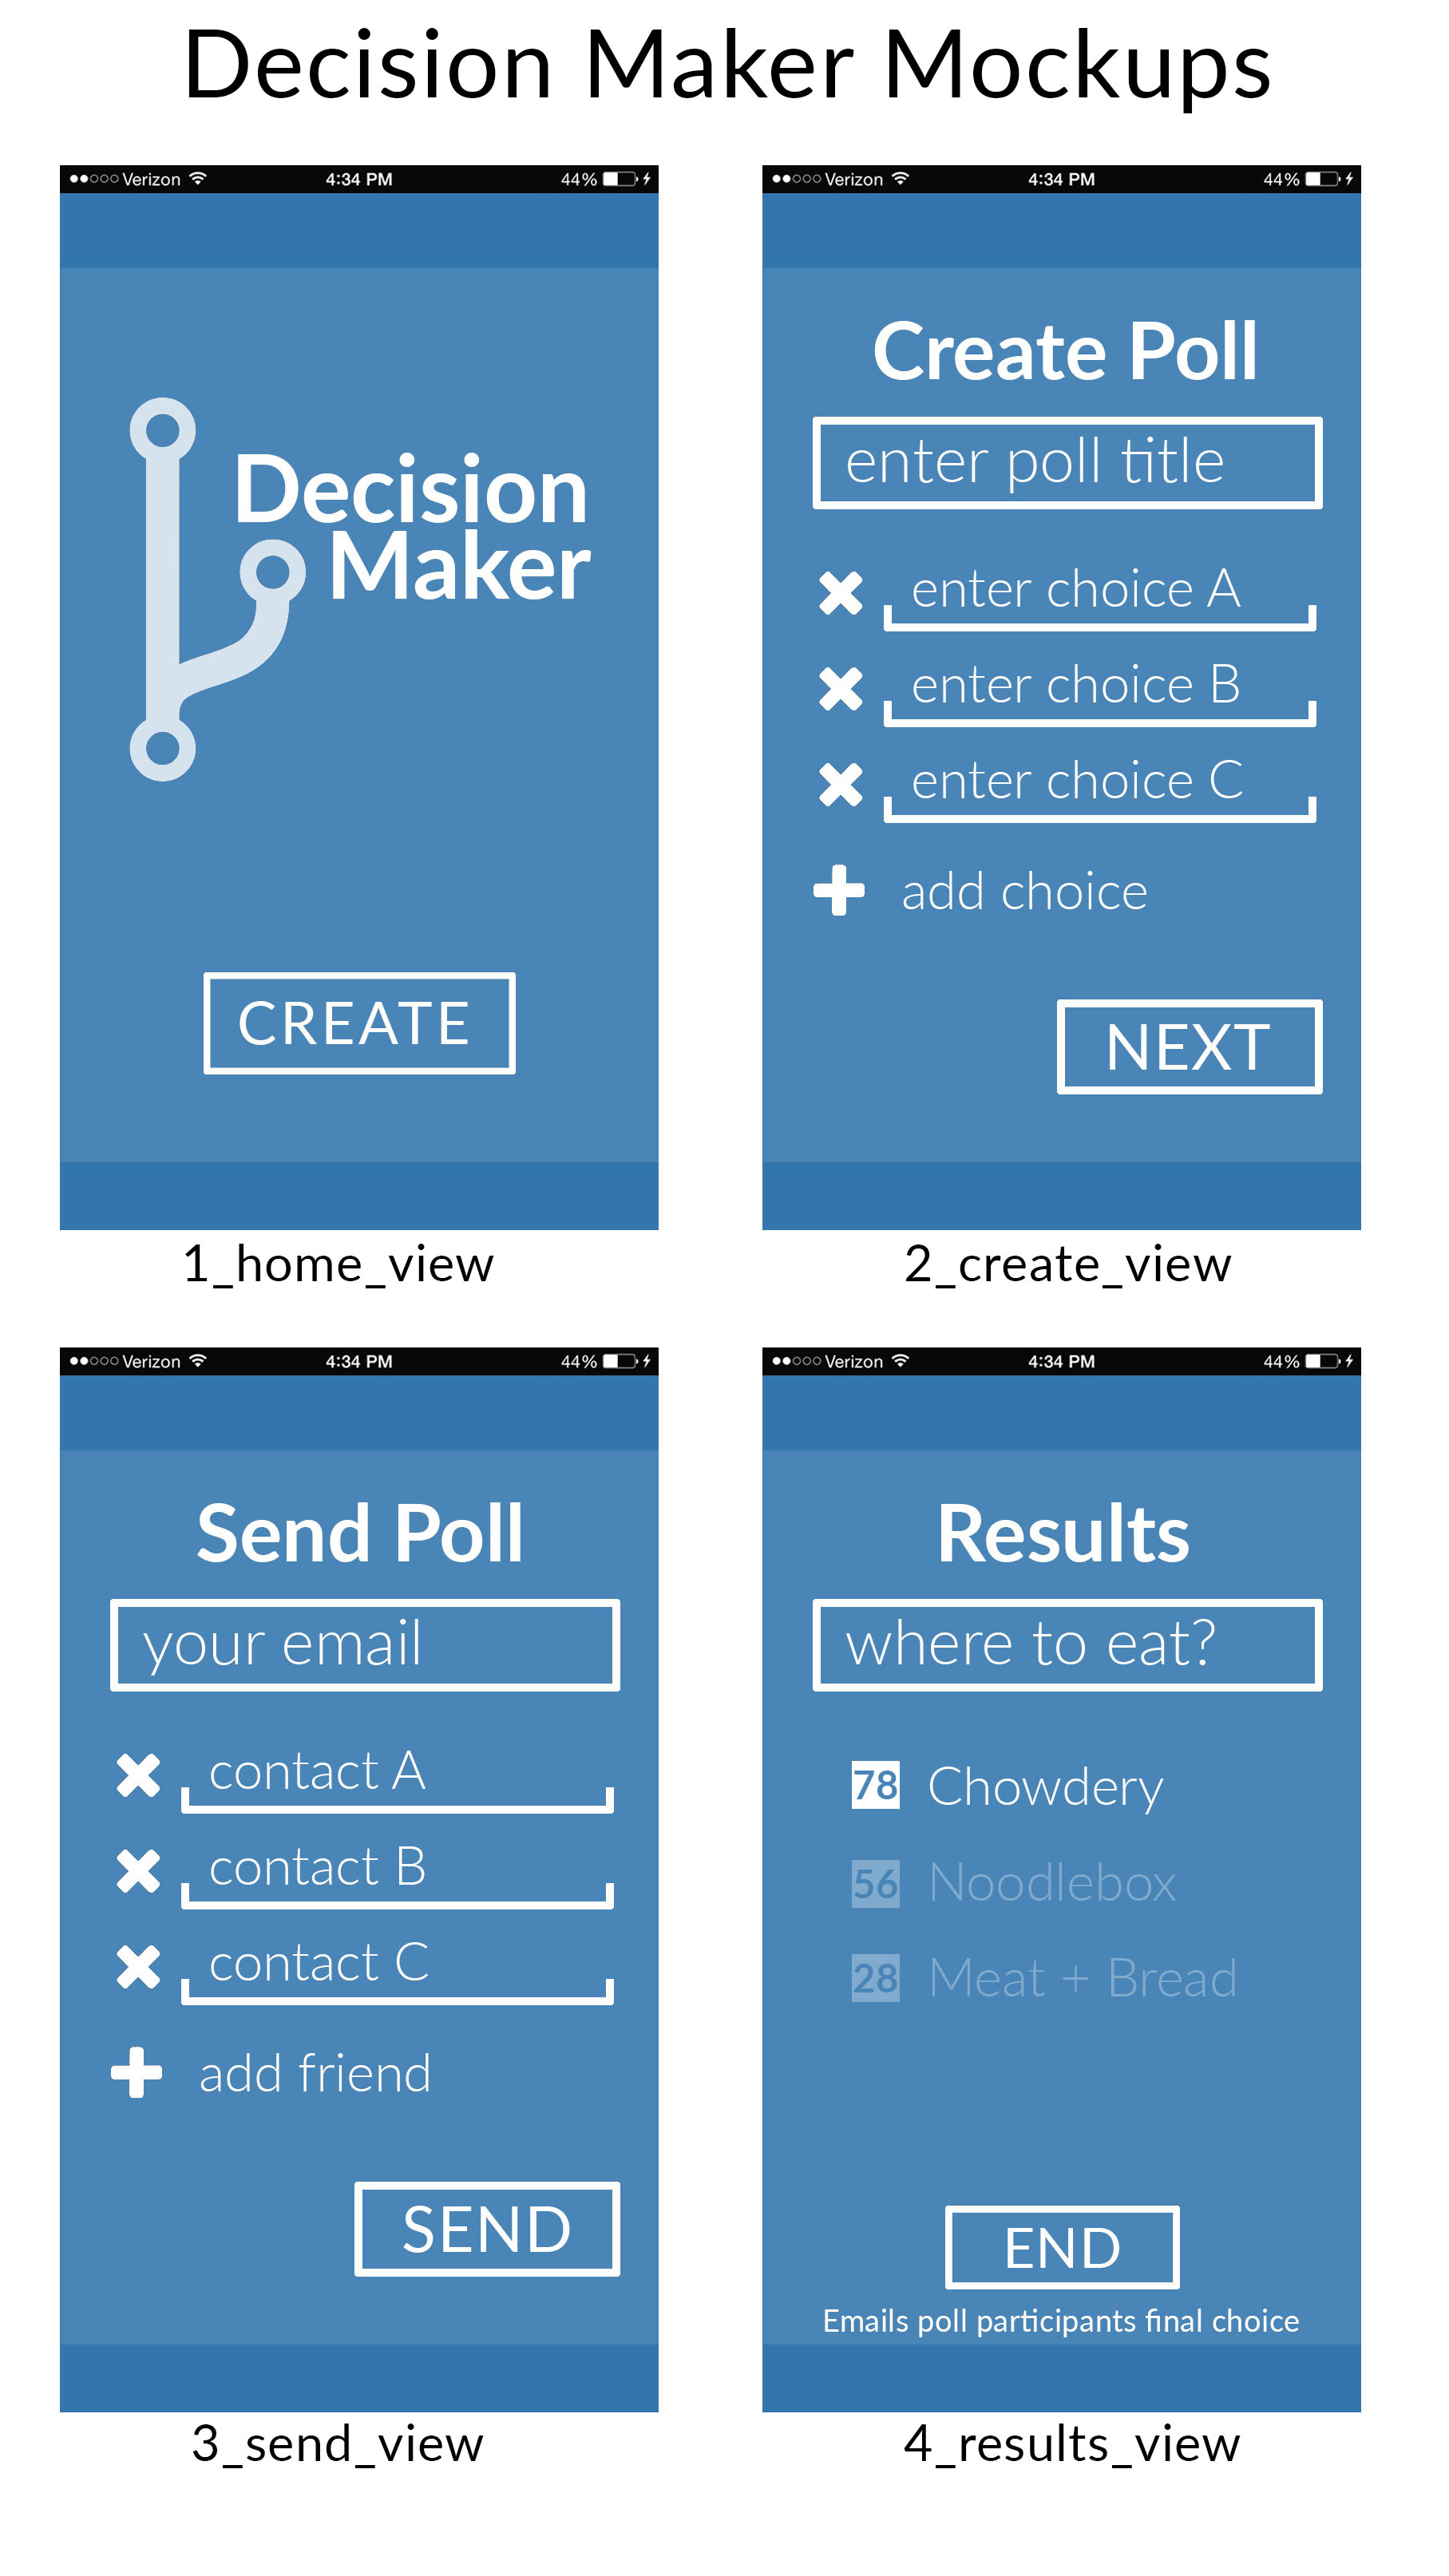 Decision Maker Mockups
Verizon 4:34 PM 44%
Decision
Maker
CREATE
1_home_view
Verizon 4:34 PM 44%
Create Poll
enter poll title
enter choice A
enter choice B
enter choice C
add choice
NEXT
2_create_view
Verizon 4:34 PM 44%
Send Poll
your email
contact A
contact B
contact C
add friend
SEND
3_send_view
Verizon 4:34 PM 44%
Results
where to eat?
78 Chowdery
56 Noodlebox
28 Meat + Bread
END
Emails poll participants final choice
4_results_view